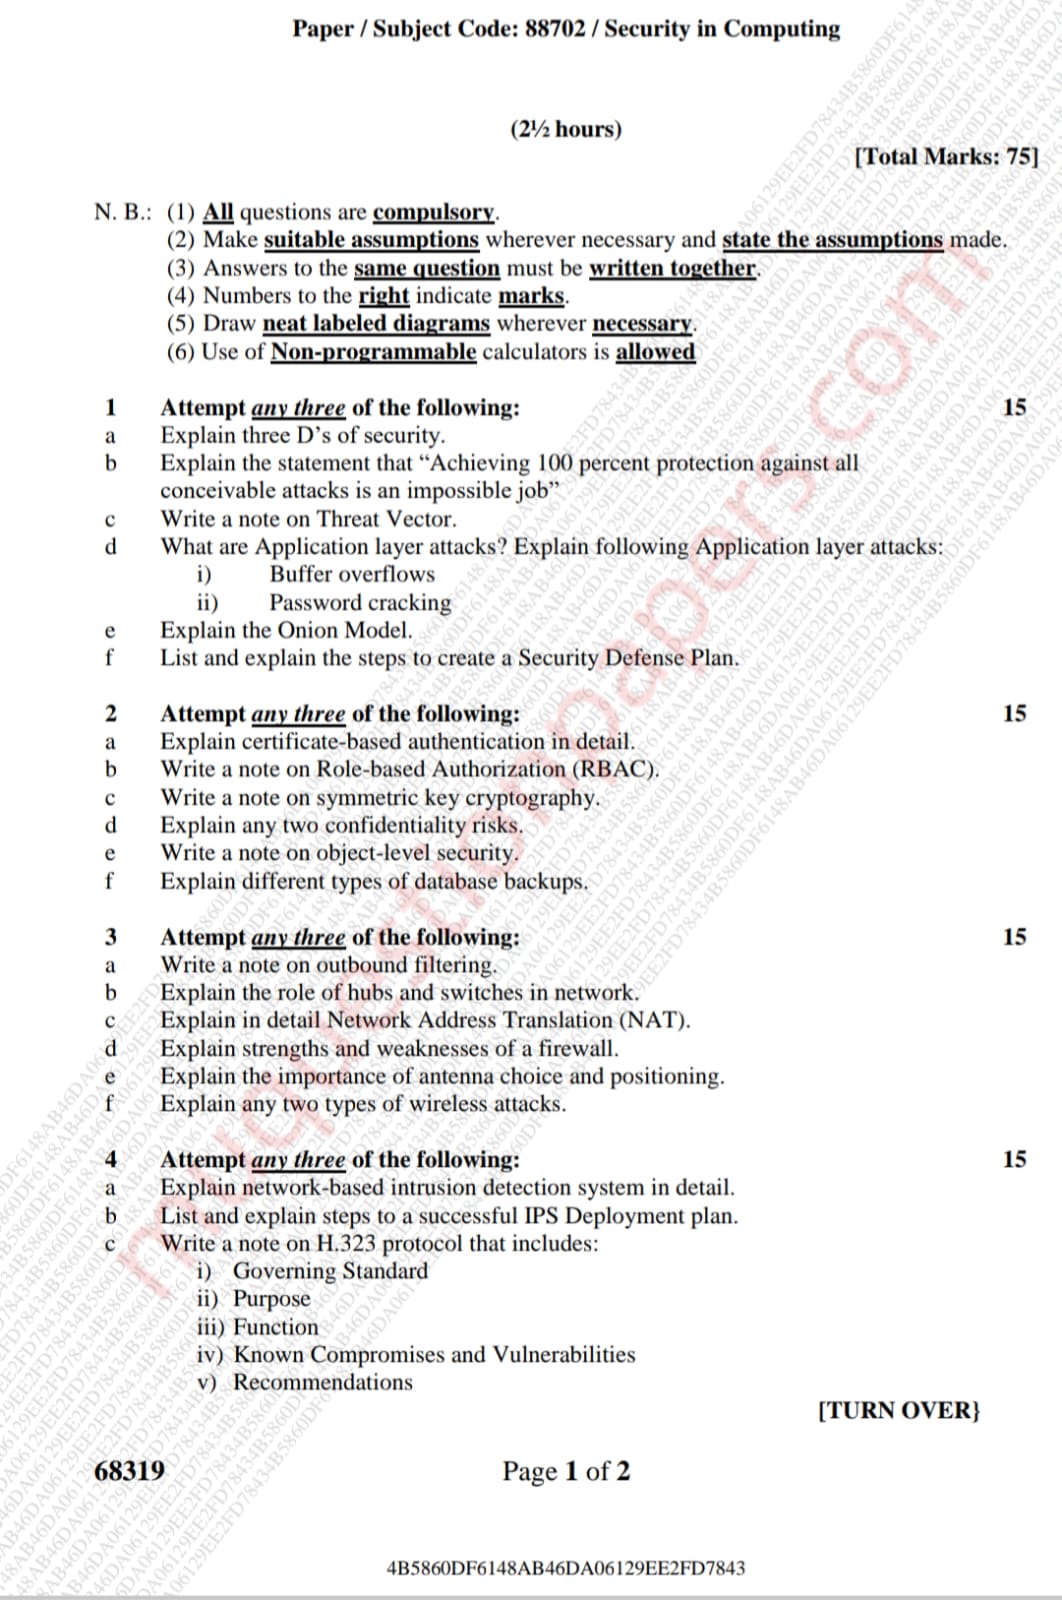 Paper / Subject Code: 88702 / Security in Computing
(2½ hours)
[Total Marks: 75]
N. B.: (1) All questions are compulsory.
(2) Make suitable assumptions wherever necessary and state the assumptions made.
(3) Answers to the same question must be written together.
(4) Numbers to the right indicate marks.
(5) Draw neat labeled diagrams wherever necessary.
(6) Use of Non-programmable calculators is allowed
1 Attempt any three of the following: 15
a Explain three D's of security.
b Explain the statement that “Achieving 100 percent protection against all
conceivable attacks is an impossible job”
c Write a note on Threat Vector.
d What are Application layer attacks? Explain following Application layer attacks:
i) Buffer overflows
ii) Password cracking
e Explain the Onion Model.
f List and explain the steps to create a Security Defense Plan.
2 Attempt any three of the following: 15
a Explain certificate-based authentication in detail.
b Write a note on Role-based Authorization (RBAC).
c Write a note on symmetric key cryptography.
d Explain any two confidentiality risks.
e Write a note on object-level security.
f Explain different types of database backups.
3 Attempt any three of the following: 15
a Write a note on outbound filtering.
b Explain the role of hubs and switches in network.
c Explain in detail Network Address Translation (NAT).
d Explain strengths and weaknesses of a firewall.
e Explain the importance of antenna choice and positioning.
f Explain any two types of wireless attacks.
4 Attempt any three of the following: 15
a Explain network-based intrusion detection system in detail.
b List and explain steps to a successful IPS Deployment plan.
c Write a note on H.323 protocol that includes:
i) Governing Standard
ii) Purpose
iii) Function
iv) Known Compromises and Vulnerabilities
v) Recommendations
[TURN OVER}
68319 Page 1 of 2
4B5860DF6148AB46DA06129EE2FD7843
muquestionpapers.com